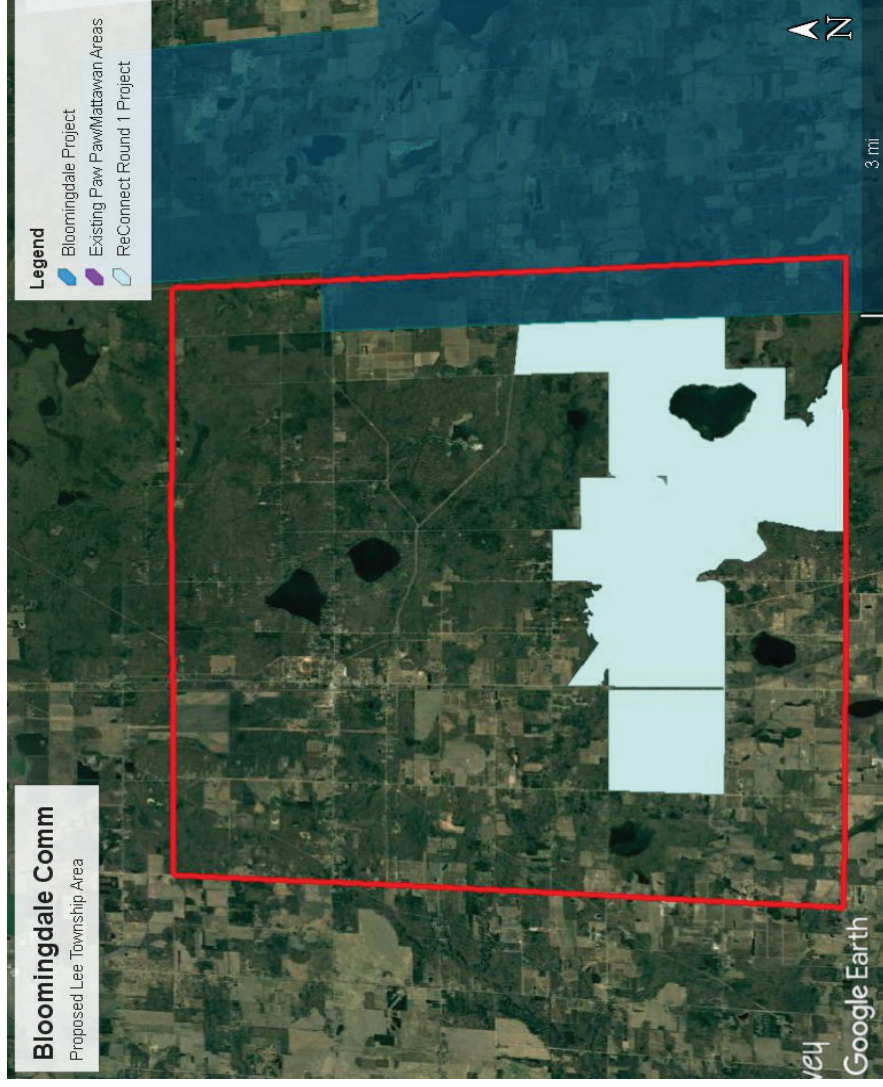 Bloomingdale Comm
Proposed Lee Township Area
Legend
Bloomingdale Project
Existing Paw Paw/Mattawan Areas
ReConnect Round 1 Project
vey
Google Earth
N
3 mi